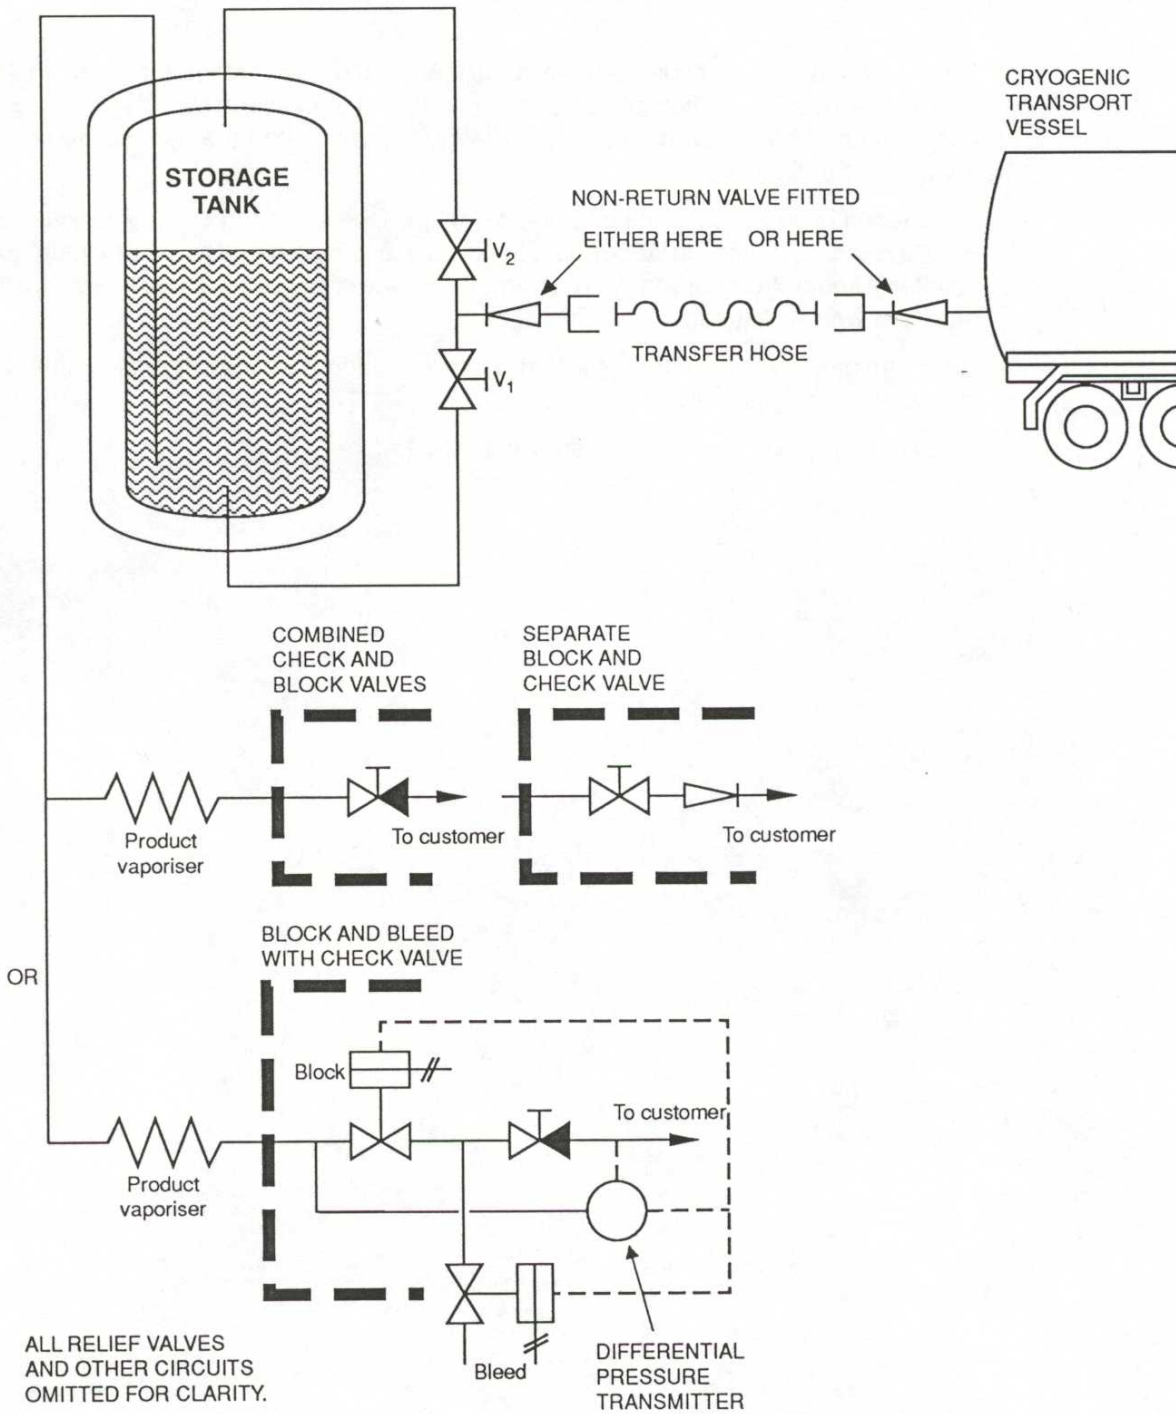 CRYOGENIC
TRANSPORT
VESSEL
STORAGE
TANK
NON-RETURN VALVE FITTED
EITHER HERE OR HERE
V2
TRANSFER HOSE
V1
COMBINED
CHECK AND
BLOCK VALVES
SEPARATE
BLOCK AND
CHECK VALVE
Product
vaporiser
To customer
To customer
BLOCK AND BLEED
WITH CHECK VALVE
OR
Block
To customer
Product
vaporiser
Bleed
DIFFERENTIAL
PRESSURE
TRANSMITTER
ALL RELIEF VALVES
AND OTHER CIRCUITS
OMITTED FOR CLARITY.